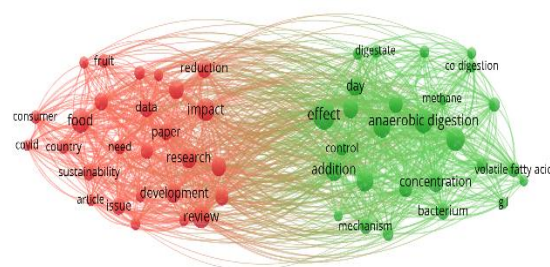 fruit
reduction
consumer
food
data
impact
covid
country
need
paper
research
sustainability
article
issue
development
review
digestate
co digestion
day
methane
effect
anaerobic digestion
control
addition
volatile fatty acid
concentration
bacterium
mechanism